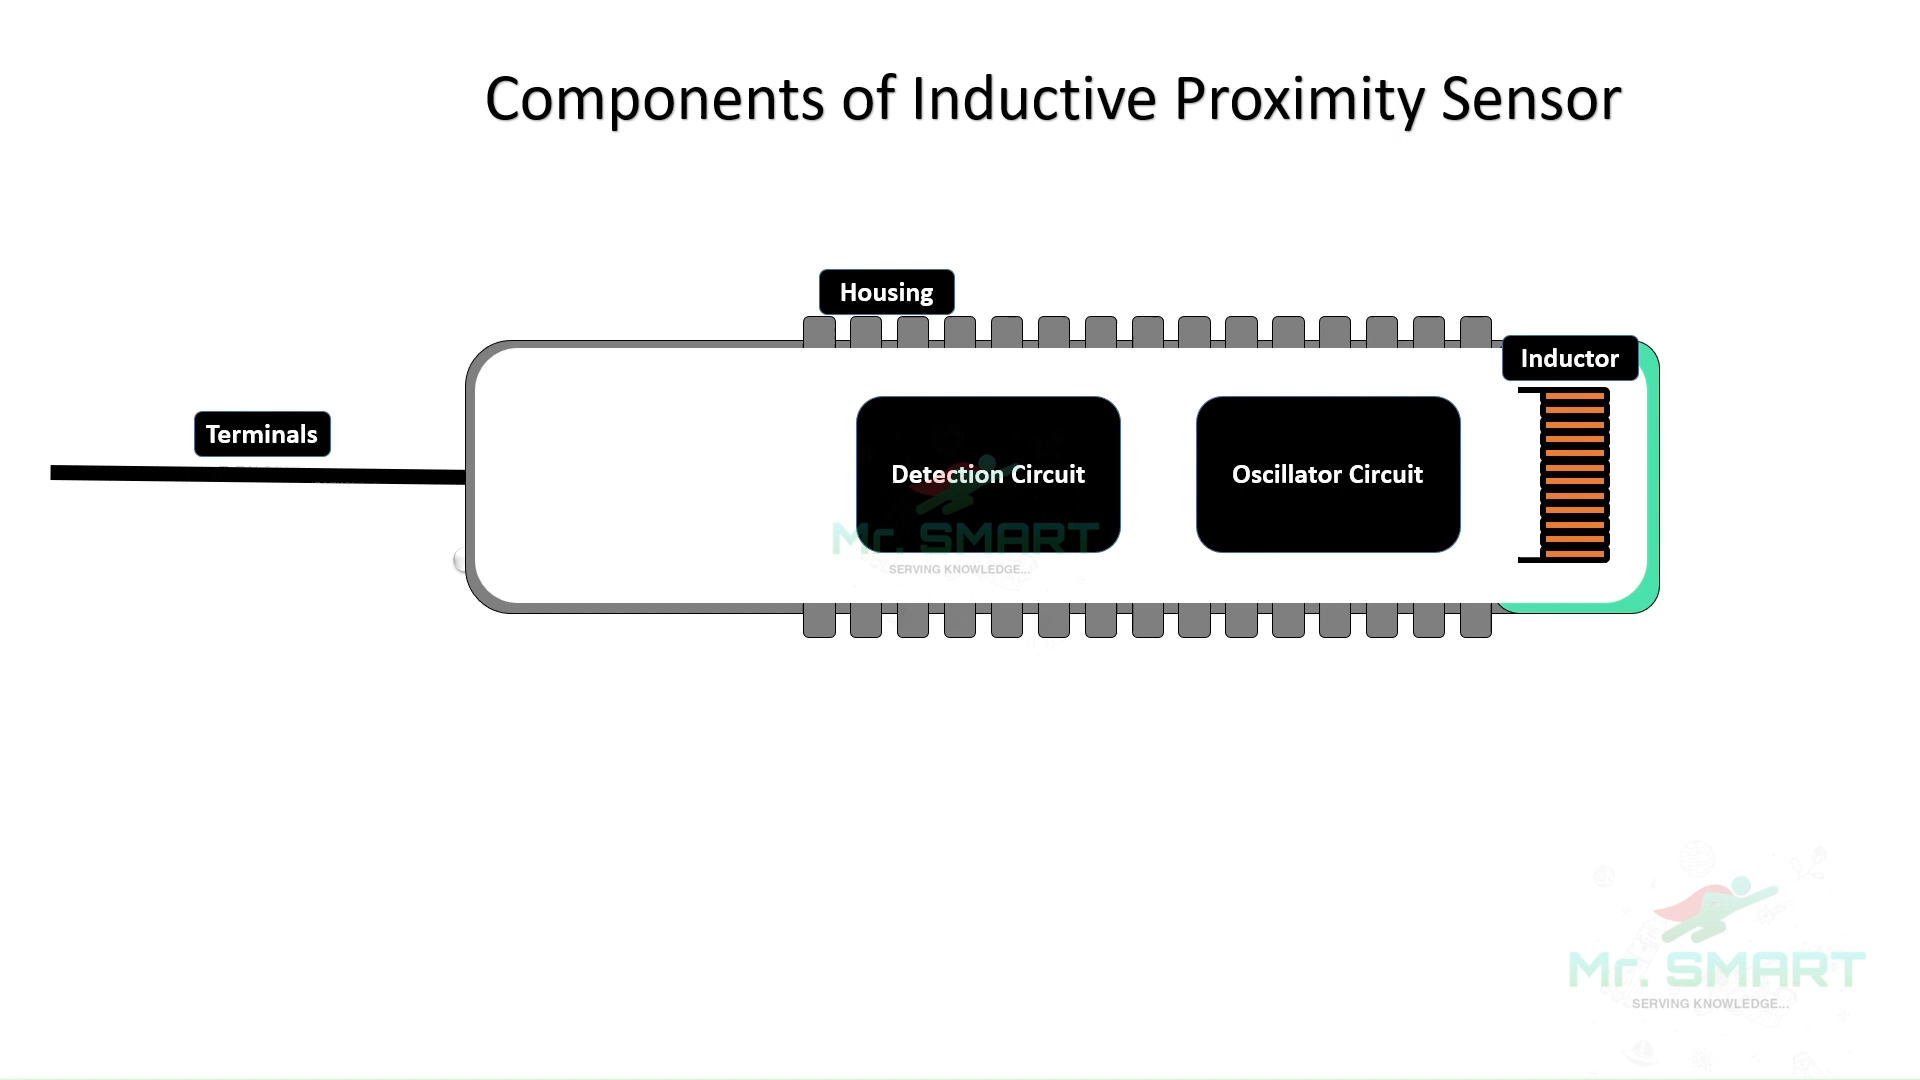 Components of Inductive Proximity Sensor
Housing
Inductor
Terminals
Detection Circuit
Oscillator Circuit
Mr. SMART
SERVING KNOWLEDGE...
Mr. SMART
SERVING KNOWLEDGE...